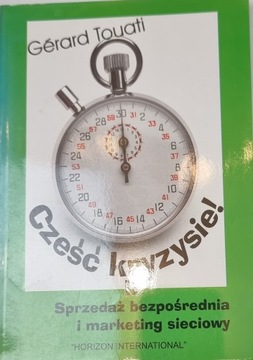 Gérard Touati
Cześć kryzysie!
Sprzedaż bezpośrednia
i marketing sieciowy
"HORIZON INTERNATIONAL"